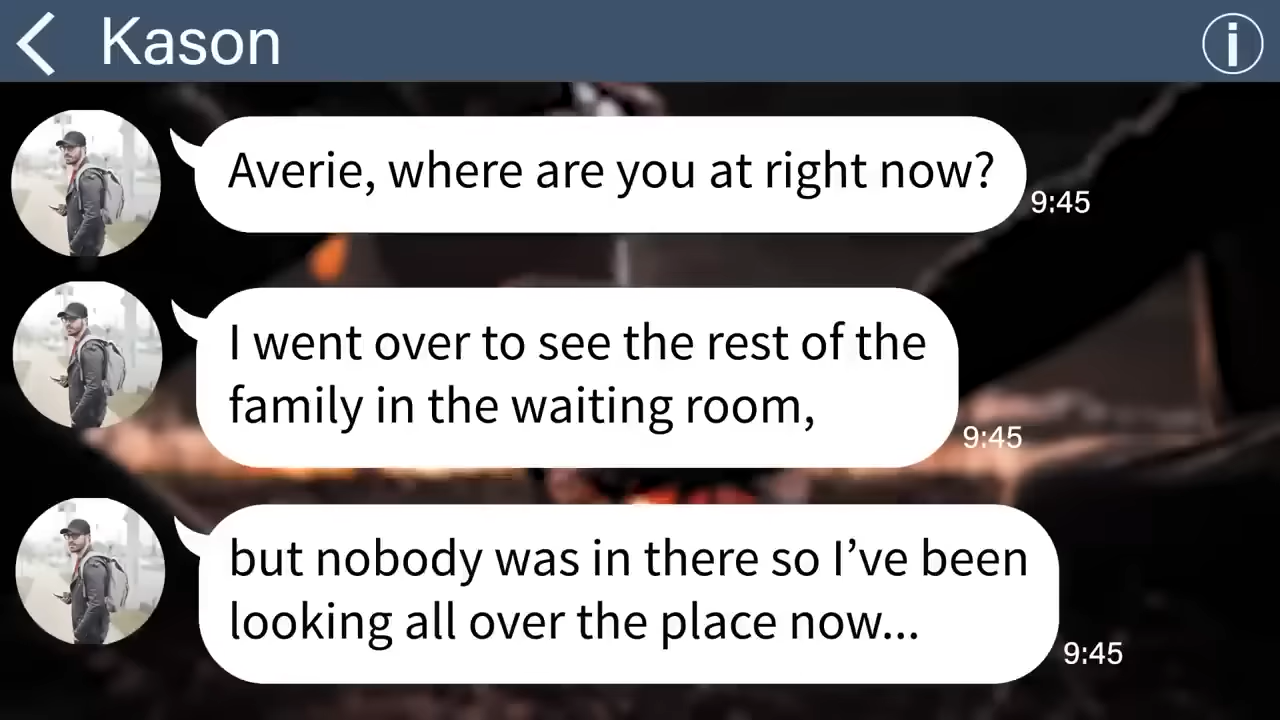 Kason
i
Averie, where are you at right now?
9:45
I went over to see the rest of the
family in the waiting room,
9:45
but nobody was in there so I’ve been
looking all over the place now...
9:45